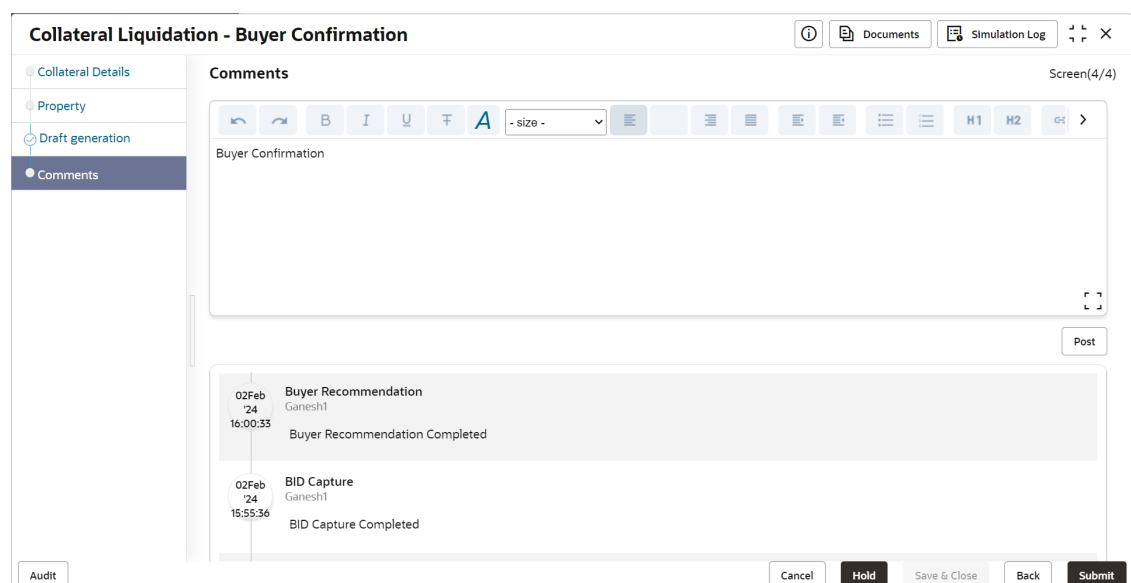 Collateral Liquidation - Buyer Confirmation
Documents
Simulation Log
Collateral Details
Property
Draft generation
Comments
Comments
Screen(4/4)
B I U T A - size - H1 H2
Buyer Confirmation
Post
02Feb '24 16:00:33
Buyer Recommendation
Ganesh1
Buyer Recommendation Completed
02Feb '24 15:55:36
BID Capture
Ganesh1
BID Capture Completed
Audit
Cancel
Hold
Save & Close
Back
Submit